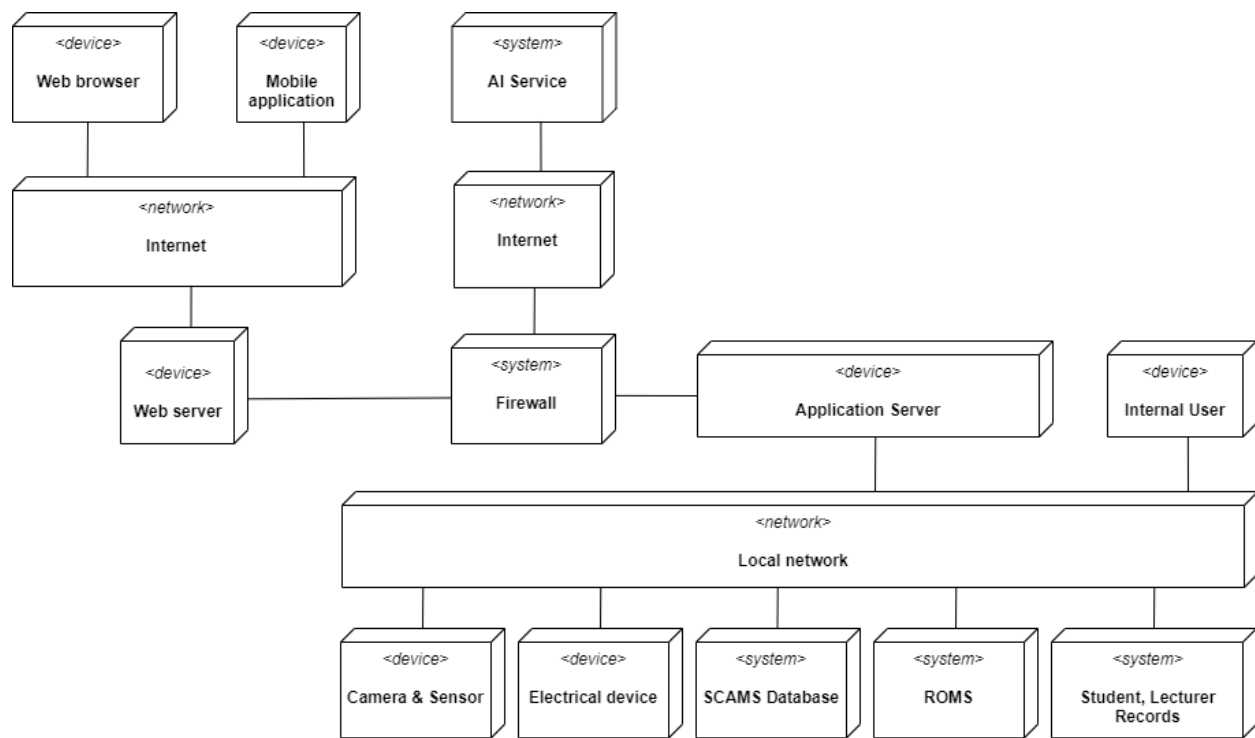 <device>
Web browser
<device>
Mobile
application
<system>
AI Service
<network>
Internet
<network>
Internet
<device>
Web server
<system>
Firewall
<device>
Application Server
<device>
Internal User
<network>
Local network
<device>
Camera & Sensor
<device>
Electrical device
<system>
SCAMS Database
<system>
ROMS
<system>
Student, Lecturer
Records